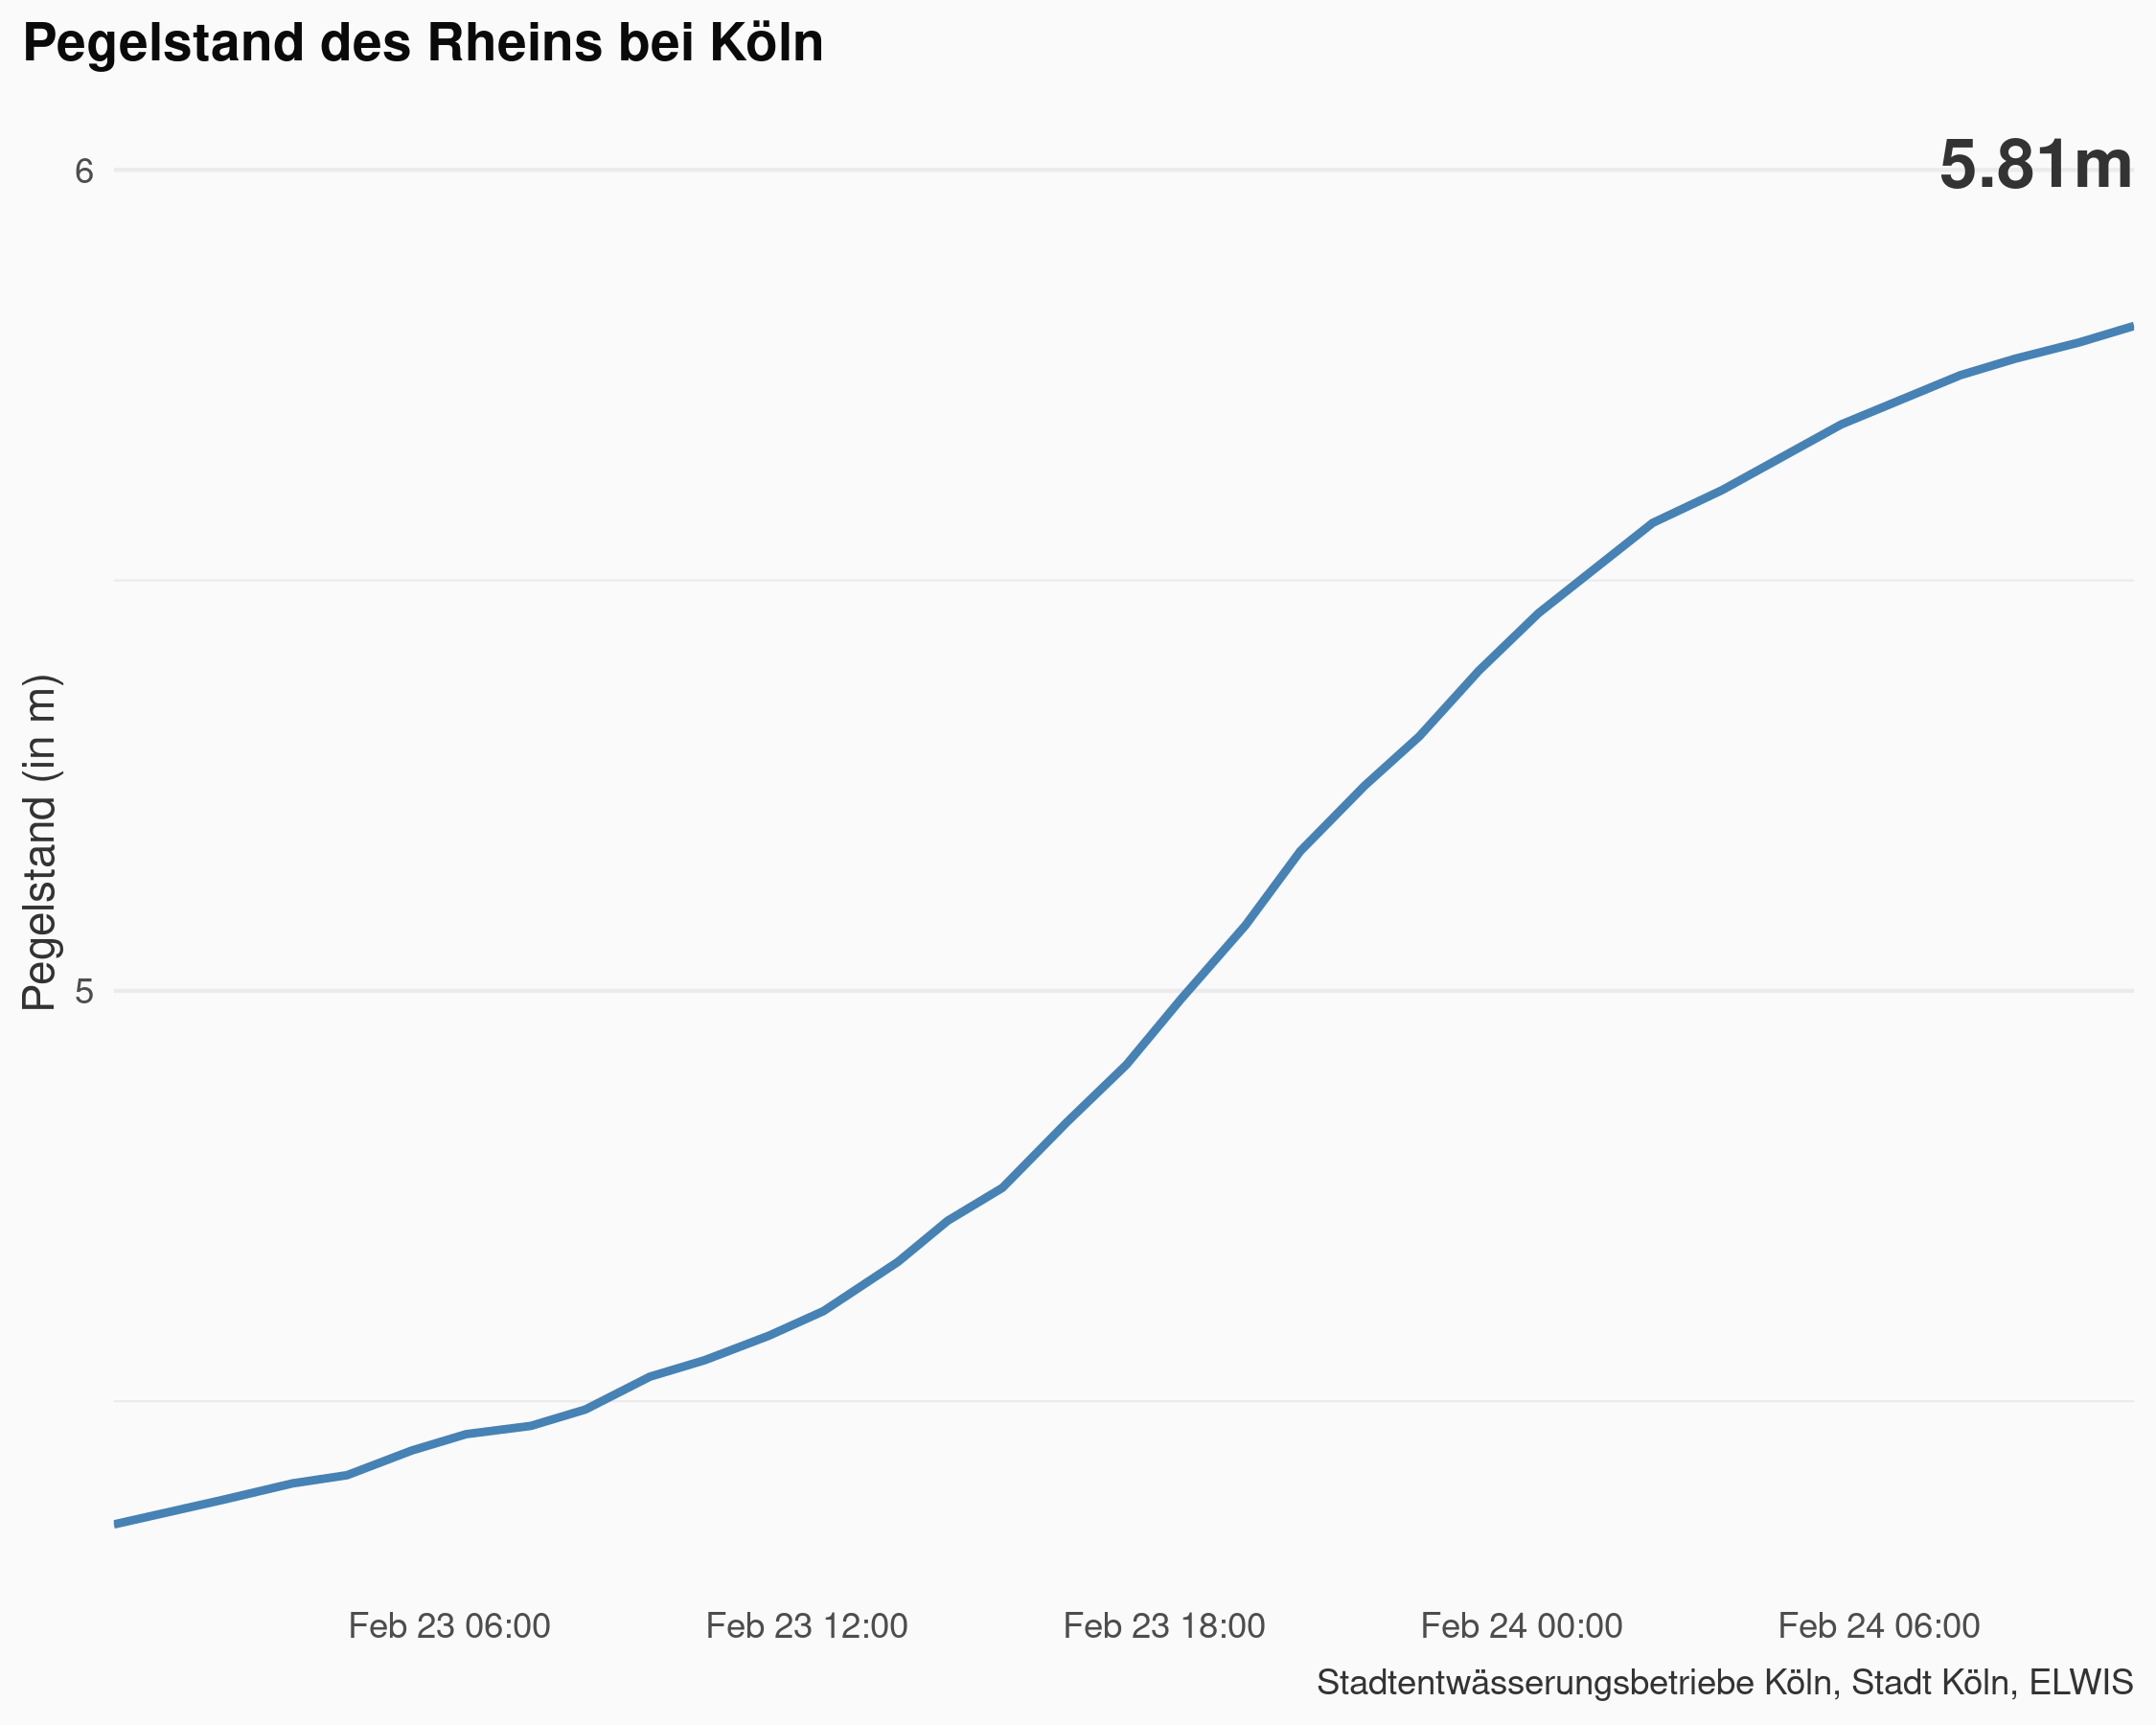 Pegelstand des Rheins bei Köln
5.81m
6
5
Pegelstand (in m)
Feb 23 06:00
Feb 23 12:00
Feb 23 18:00
Feb 24 00:00
Feb 24 06:00
Stadtentwässerungsbetriebe Köln, Stadt Köln, ELWIS